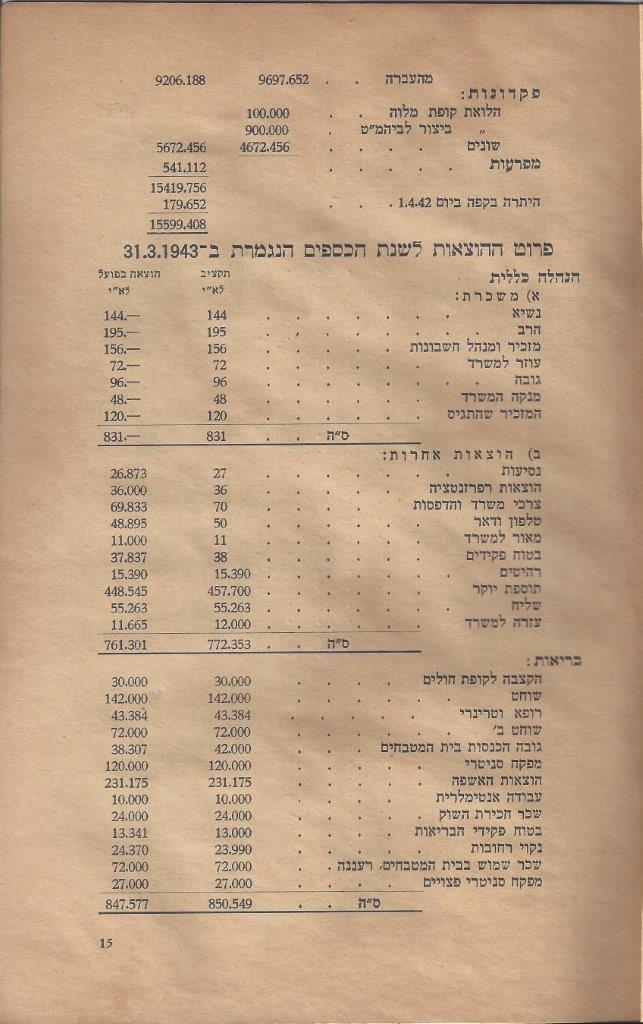 מהעברה . . 9697.652 9206.188
פקדונות:
הלואת קופת מלוה . . 100.000
„ ביצור לביהמ״ט . 900.000
שונים . . . . 4672.456 5672.456
מפרעות . . . . . 541.112
15419.756
היתרה בקפה ביום 1.4.42 . . . 179.652
15599.408
פרוט ההוצאות לשנת הכספים הנגמרת ב־31.3.1943
הנהלה כללית תקציב הוצאה בפועל
לא״י לא״י
א) משכרת:
נשיא . . . . . . . 144 144.—
הרב . . . . . . . 195 195.—
מזכיר ומנהל חשבונות . . . . . 156 156.—
עוזר למשרד . . . . . . 72 72.—
גובה . . . . . . . . 96 96.—
מנקה המשרד . . . . . . 48 48.—
המזכיר שהתגיס . . . . . . 120 120.—
ס״ה . . 831 831.—
ב) הוצאות אחרות:
נסיעות . . . . . . . 27 26.873
הוצאות רפרזנטציה . . . . . 36 36.000
צרכי משרד והדפסות . . . . . 70 69.833
טלפון ודאר . . . . . . 50 48.895
מאור למשרד . . . . . . 11 11.000
בטוח פקידים . . . . . . 38 37.837
רהיטים . . . . . . . 15.390 15.390
תוספת יוקר . . . . . . 457.700 448.545
שליח . . . . . . . 55.263 55.263
עזרה למשרד . . . . . . 12.000 11.665
ס״ה . . 772.353 761.301
בריאות:
הקצבה לקופת חולים . . . . 30.000 30.000
שוחט . . . . . . 142.000 142.000
רופא וטרינרי . . . . . 43.384 43.384
שוחט ב׳ . . . . . . 72.000 72.000
גובה הכנסות בית המטבחים . . . . 42.000 38.307
מפקח סניטרי . . . . . 120.000 120.000
הוצאות האשפה . . . . . 231.175 231.175
עבודה אנטימלרית . . . . . 10.000 10.000
שכר חכירת השוק . . . . . 24.000 24.000
בטוח פקידי הבריאות . . . . 13.000 13.341
נקוי רחובות . . . . . 23.990 24.370
שכר שמוש בבית המטבחים, רעננה . . 72.000 72.000
מפקח סניטרי פצויים . . . . 27.000 27.000
ס״ה . . . 850.549 847.577
15